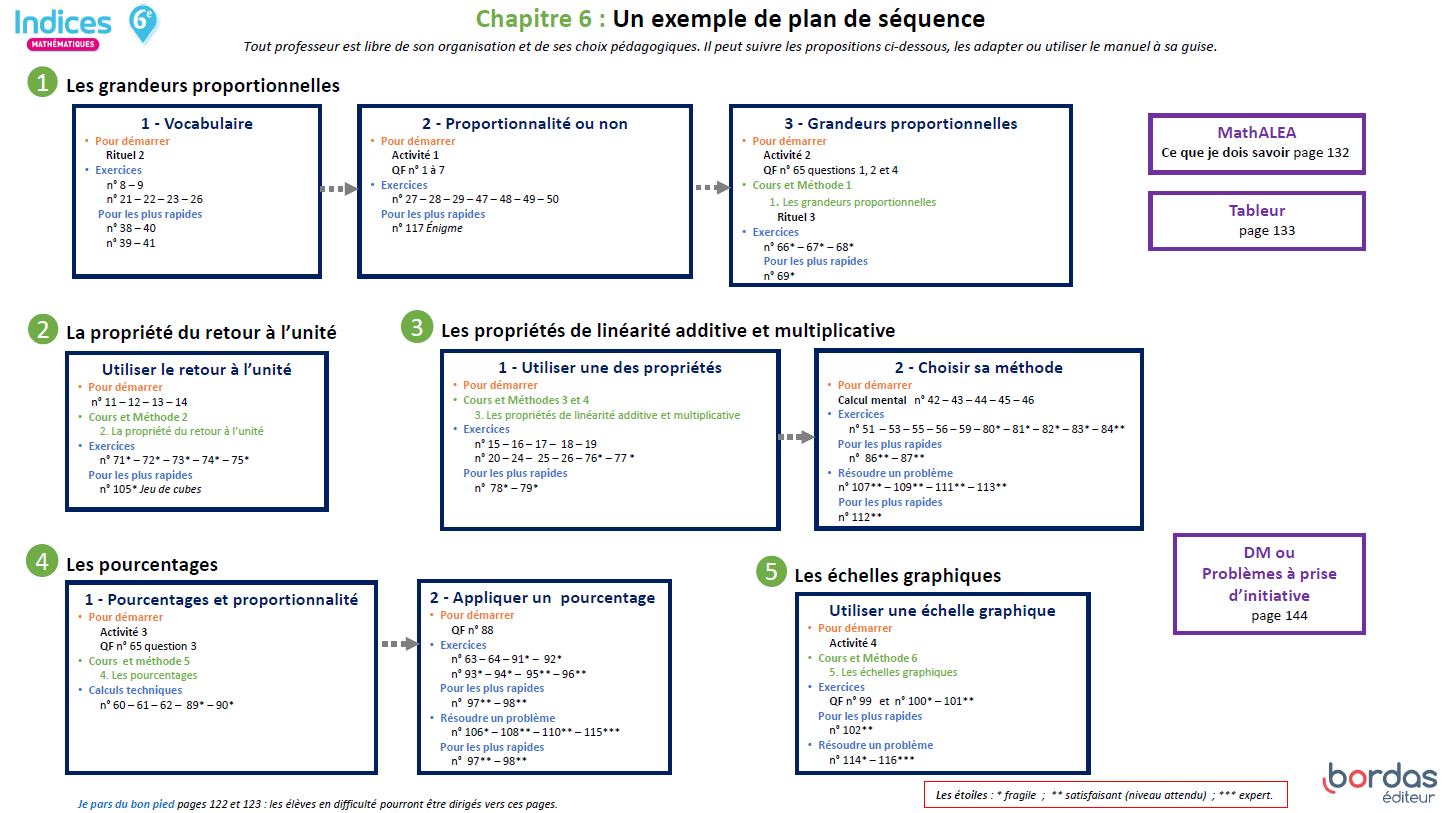 Indices
MATHÉMATIQUES
6e
Chapitre 6 : Un exemple de plan de séquence
Tout professeur est libre de son organisation et de ses choix pédagogiques. Il peut suivre les propositions ci-dessous, les adapter ou utiliser le manuel à sa guise.
1 Les grandeurs proportionnelles
1 - Vocabulaire
• Pour démarrer
Rituel 2
• Exercices
n° 8 – 9
n° 21 – 22 – 23 – 26
Pour les plus rapides
n° 38 – 40
n° 39 – 41
2 - Proportionnalité ou non
• Pour démarrer
Activité 1
QF n° 1 à 7
• Exercices
n° 27 – 28 – 29 – 47 – 48 – 49 – 50
Pour les plus rapides
n° 117 Énigme
3 - Grandeurs proportionnelles
• Pour démarrer
Activité 2
QF n° 65 questions 1, 2 et 4
• Cours et Méthode 1
1. Les grandeurs proportionnelles
Rituel 3
• Exercices
n° 66* – 67* – 68*
Pour les plus rapides
n° 69*
MathALEA
Ce que je dois savoir page 132
Tableur
page 133
2 La propriété du retour à l'unité
Utiliser le retour à l'unité
• Pour démarrer
n° 11 – 12 – 13 – 14
• Cours et Méthode 2
2. La propriété du retour à l'unité
• Exercices
n° 71* – 72* – 73* – 74* – 75*
Pour les plus rapides
n° 105* Jeu de cubes
3 Les propriétés de linéarité additive et multiplicative
1 - Utiliser une des propriétés
• Pour démarrer
• Cours et Méthodes 3 et 4
3. Les propriétés de linéarité additive et multiplicative
• Exercices
n° 15 – 16 – 17 – 18 – 19
n° 20 – 24 – 25 – 26 – 76* – 77 *
Pour les plus rapides
n° 78* – 79*
2 - Choisir sa méthode
• Pour démarrer
Calcul mental n° 42 – 43 – 44 – 45 – 46
• Exercices
n° 51 – 53 – 55 – 56 – 59 – 80* – 81* – 82* – 83* – 84**
Pour les plus rapides
n° 86** – 87**
• Résoudre un problème
n° 107** – 109** – 111** – 113**
Pour les plus rapides
n° 112**
4 Les pourcentages
1 - Pourcentages et proportionnalité
• Pour démarrer
Activité 3
QF n° 65 question 3
• Cours et méthode 5
4. Les pourcentages
• Calculs techniques
n° 60 – 61 – 62 – 89* – 90*
2 - Appliquer un pourcentage
• Pour démarrer
QF n° 88
• Exercices
n° 63 – 64 – 91* – 92*
n° 93* – 94* – 95** – 96**
Pour les plus rapides
n° 97** – 98**
• Résoudre un problème
n° 106* – 108** – 110** – 115***
Pour les plus rapides
n° 97** – 98**
5 Les échelles graphiques
Utiliser une échelle graphique
• Pour démarrer
Activité 4
• Cours et Méthode 6
5. Les échelles graphiques
• Exercices
QF n° 99 et n° 100* – 101**
Pour les plus rapides
n° 102**
• Résoudre un problème
n° 114* – 116***
DM ou
Problèmes à prise
d'initiative
page 144
Je pars du bon pied pages 122 et 123 : les élèves en difficulté pourront être dirigés vers ces pages.
Les étoiles : * fragile ; ** satisfaisant (niveau attendu) ; *** expert.
bordas
éditeur